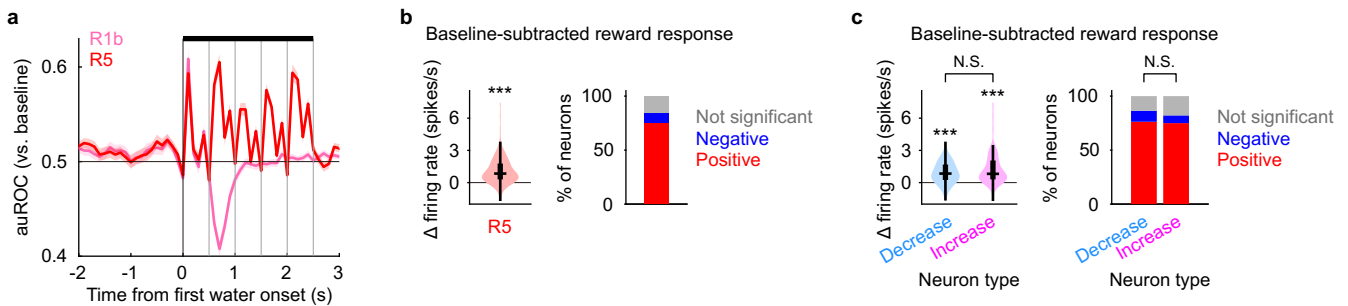 a
R1b
R5
auROC (vs. baseline)
0.6
0.5
0.4
-2
-1
0
1
2
3
Time from first water onset (s)
b
Baseline-subtracted reward response
Δ firing rate (spikes/s)
6
3
0
***
R5
% of neurons
100
50
0
Not significant
Negative
Positive
c
Baseline-subtracted reward response
Δ firing rate (spikes/s)
6
3
0
N.S.
***
***
Decrease
Increase
Neuron type
% of neurons
100
50
0
N.S.
Decrease
Increase
Neuron type
Not significant
Negative
Positive